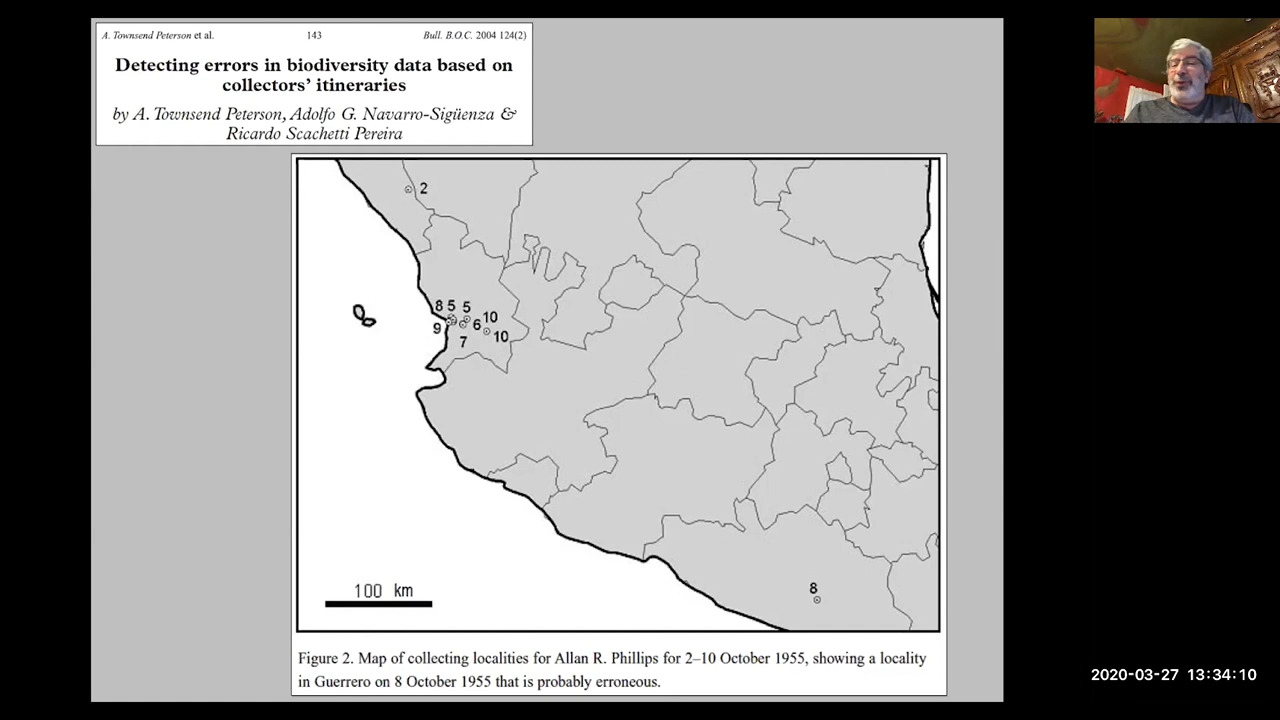 A. Townsend Peterson et al. 143 Bull. B.O.C. 2004 124(2)
Detecting errors in biodiversity data based on
collectors' itineraries
by A. Townsend Peterson, Adolfo G. Navarro-Sigüenza &
Ricardo Scachetti Pereira
2
8 5 5
10
9
6
7
10
8
100 km
Figure 2. Map of collecting localities for Allan R. Phillips for 2–10 October 1955, showing a locality
in Guerrero on 8 October 1955 that is probably erroneous.
2020-03-27 13:34:10